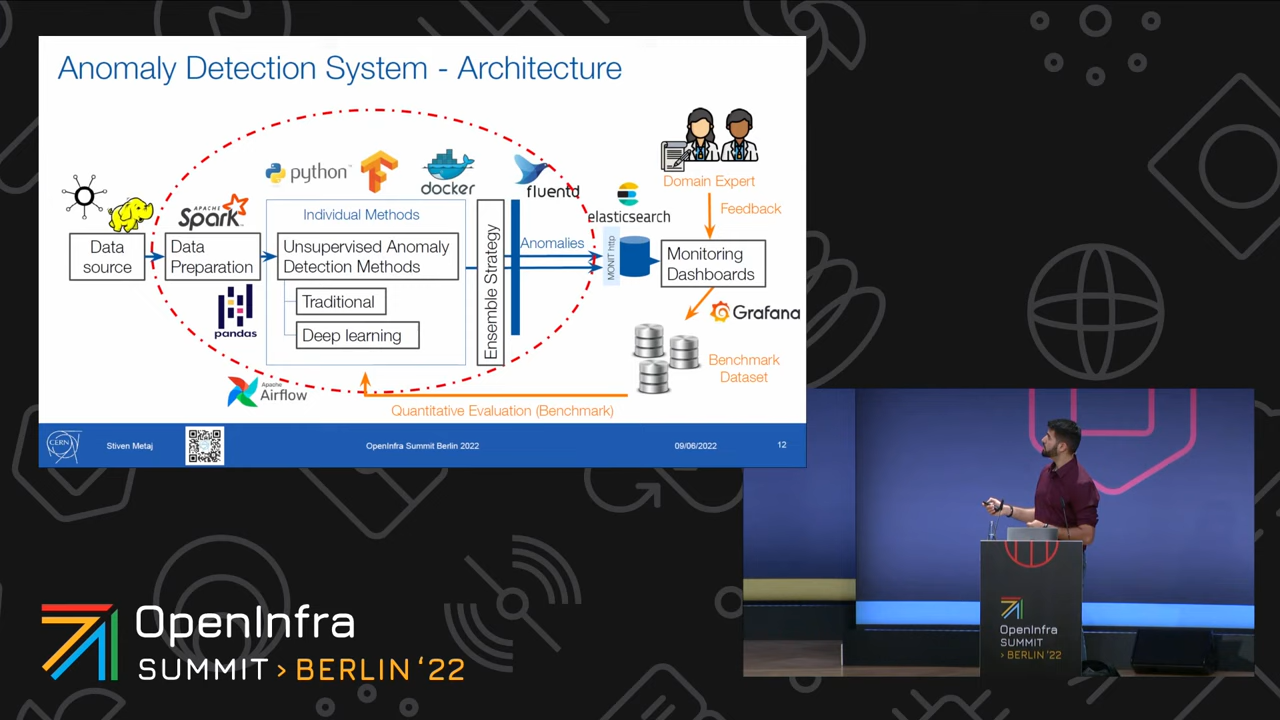 Anomaly Detection System - Architecture
python
docker
fluentd
Domain Expert
Feedback
APACHE
Spark
Individual Methods
elasticsearch
Data
source
Data
Preparation
Unsupervised Anomaly
Detection Methods
Traditional
Deep learning
pandas
Ensemble Strategy
Anomalies
MONIT http
Monitoring
Dashboards
Grafana
Benchmark
Dataset
Apache
Airflow
Quantitative Evaluation (Benchmark)
CERN
Stiven Metaj
OpenInfra Summit Berlin 2022
09/06/2022
12
OpenInfra
SUMMIT > BERLIN '22
OpenInfra
SUMMIT
> BERLIN '22